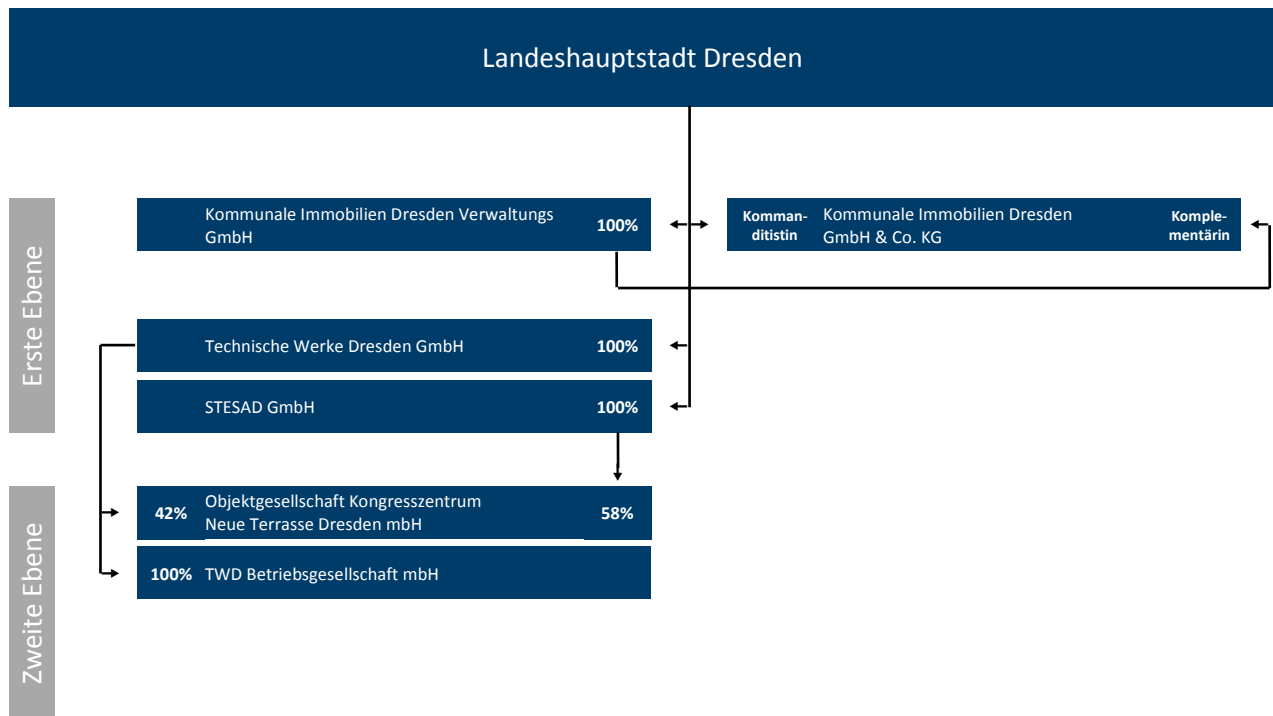 Landeshauptstadt Dresden
Erste Ebene
Kommunale Immobilien Dresden Verwaltungs
GmbH
100%
Komman-
ditistin
Kommunale Immobilien Dresden
GmbH & Co. KG
Komple-
mentärin
Technische Werke Dresden GmbH
100%
STESAD GmbH
100%
Zweite Ebene
42%
Objektgesellschaft Kongresszentrum
Neue Terrasse Dresden mbH
58%
100%
TWD Betriebsgesellschaft mbH